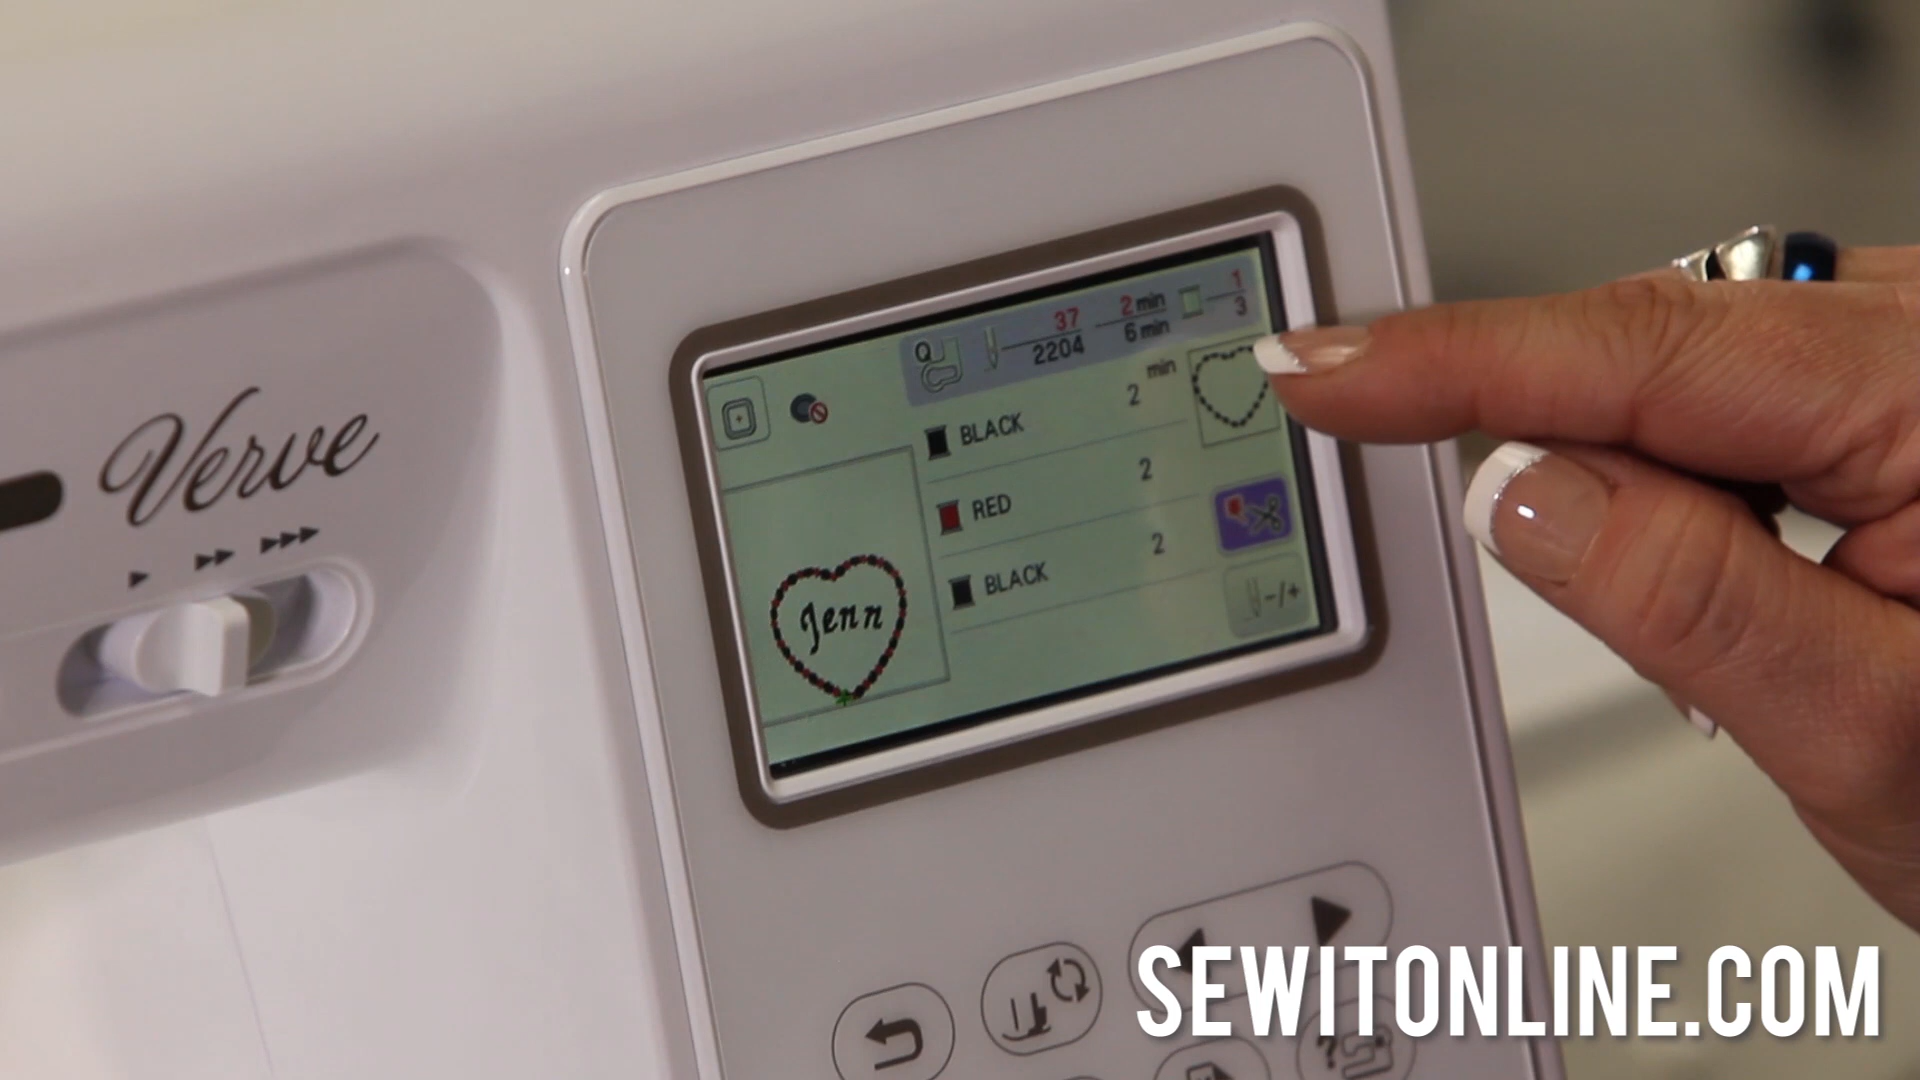 Verve
Q 37 2 min 1
2204 6 min 3
min
BLACK 2
RED 2
BLACK 2
-/+
Jenn
?
SEWITONLINE.COM